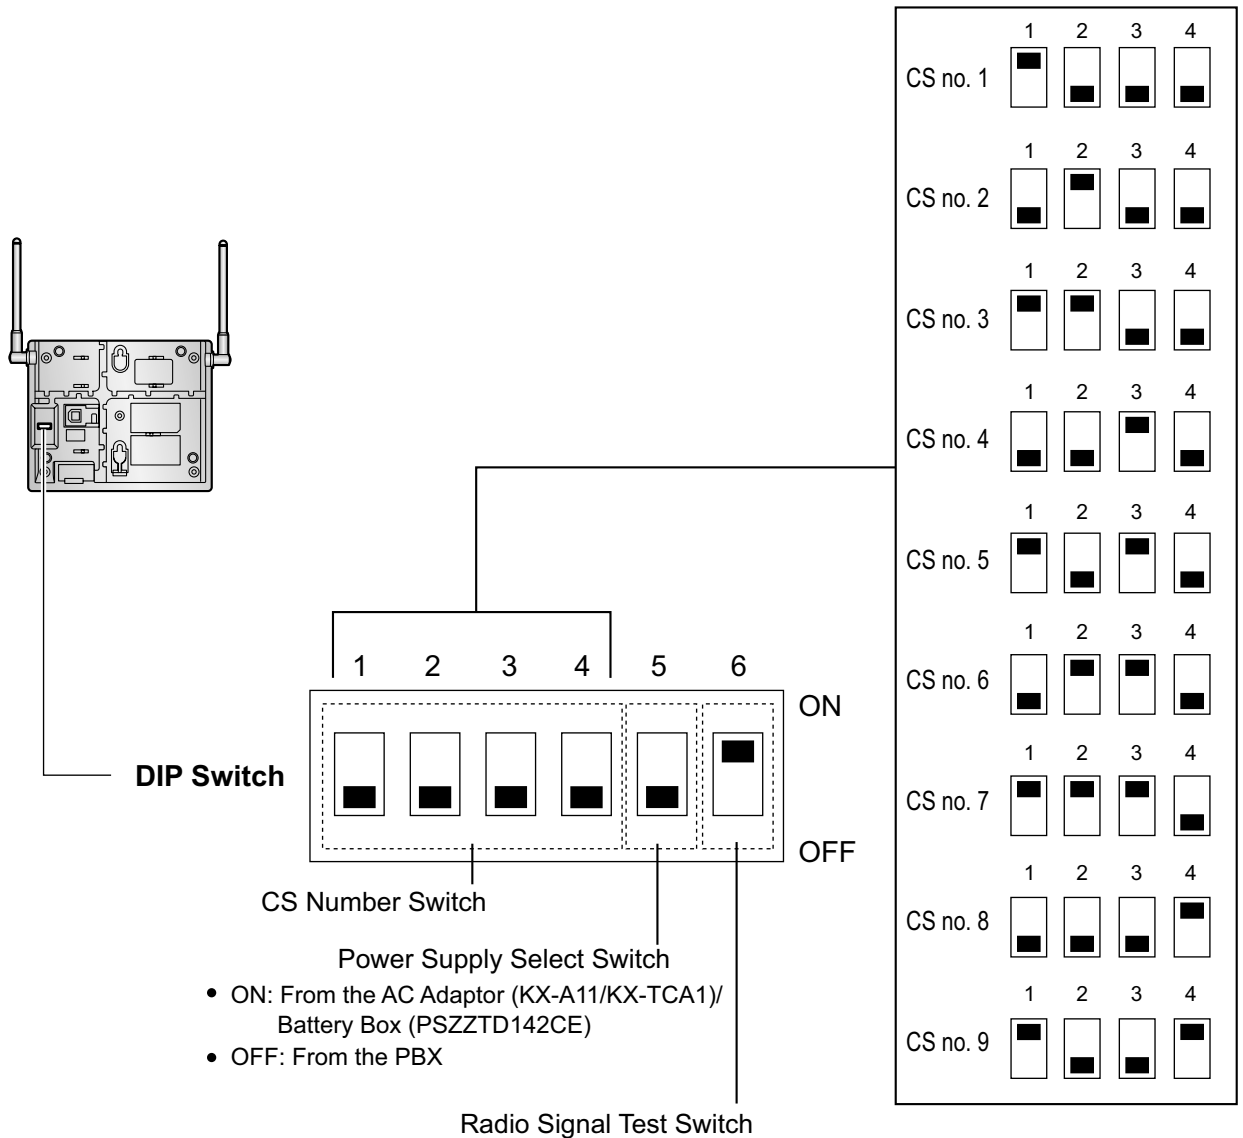 1 2 3 4
CS no. 1
1 2 3 4
CS no. 2
1 2 3 4
CS no. 3
1 2 3 4
CS no. 4
1 2 3 4
CS no. 5
1 2 3 4
CS no. 6
1 2 3 4
CS no. 7
1 2 3 4
CS no. 8
1 2 3 4
CS no. 9
1 2 3 4 5 6
ON
DIP Switch
OFF
CS Number Switch
Power Supply Select Switch
• ON: From the AC Adaptor (KX-A11/KX-TCA1)/
Battery Box (PSZZTD142CE)
• OFF: From the PBX
Radio Signal Test Switch